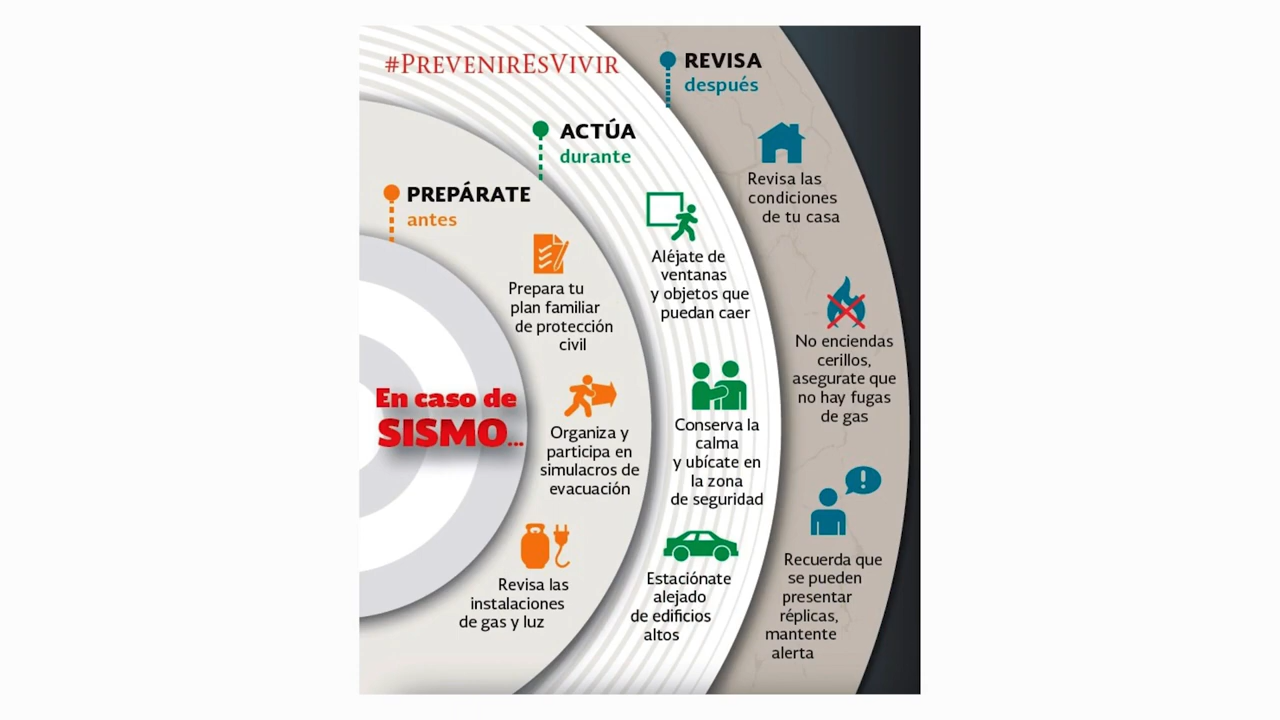 #PREVENIRESVIVIR
En caso de
SISMO...
PREPÁRATE
antes
Prepara tu
plan familiar
de protección
civil
Organiza y
participa en
simulacros de
evacuación
Revisa las
instalaciones
de gas y luz
ACTÚA
durante
Aléjate de
ventanas
y objetos que
puedan caer
Conserva la
calma
y ubícate en
la zona
de seguridad
Estaciónate
alejado
de edificios
altos
REVISA
después
Revisa las
condiciones
de tu casa
No enciendas
cerillos,
asegurate que
no hay fugas
de gas
Recuerda que
se pueden
presentar
réplicas,
mantente
alerta